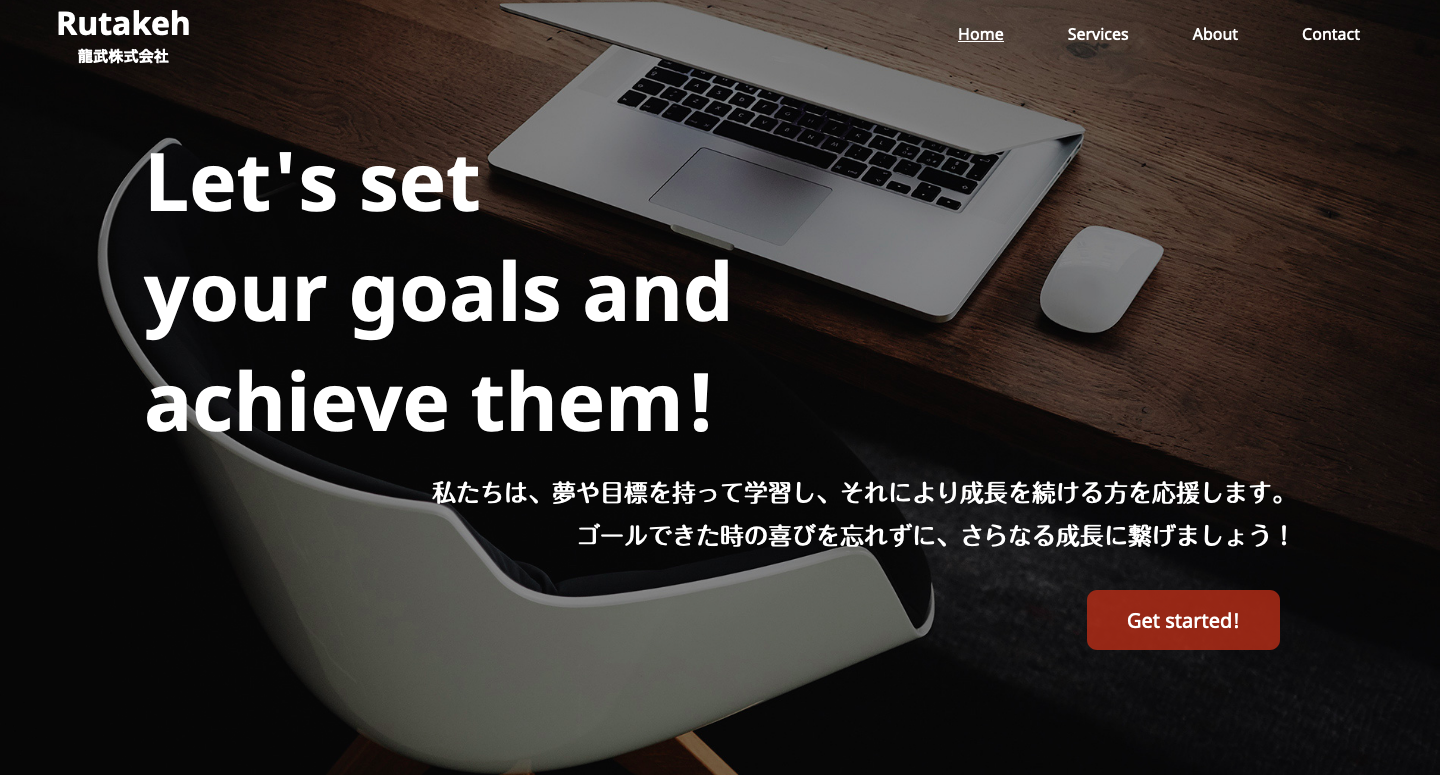 Rutakeh
龍武株式会社
Home Services About Contact
Let's set
your goals and
achieve them!
私たちは、夢や目標を持って学習し、それにより成長を続ける方を応援します。
ゴールできた時の喜びを忘れずに、さらなる成長に繋げましょう！
Get started!